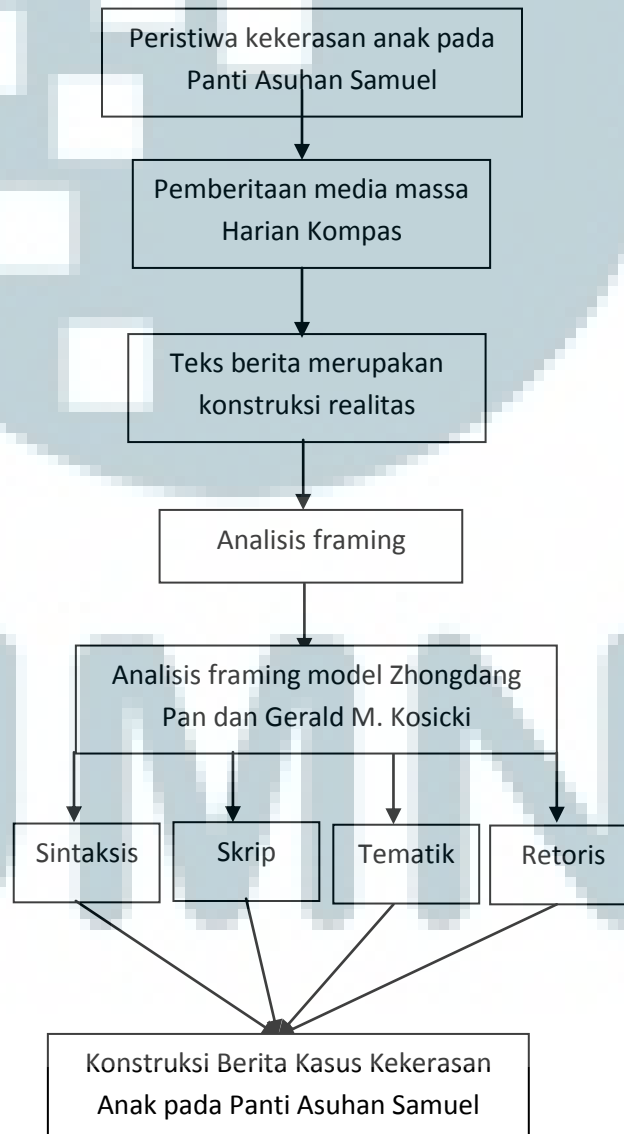 Peristiwa kekerasan anak pada
Panti Asuhan Samuel
Pemberitaan media massa
Harian Kompas
Teks berita merupakan
konstruksi realitas
Analisis framing
Analisis framing model Zhongdang
Pan dan Gerald M. Kosicki
Sintaksis
Skrip
Tematik
Retoris
Konstruksi Berita Kasus Kekerasan
Anak pada Panti Asuhan Samuel